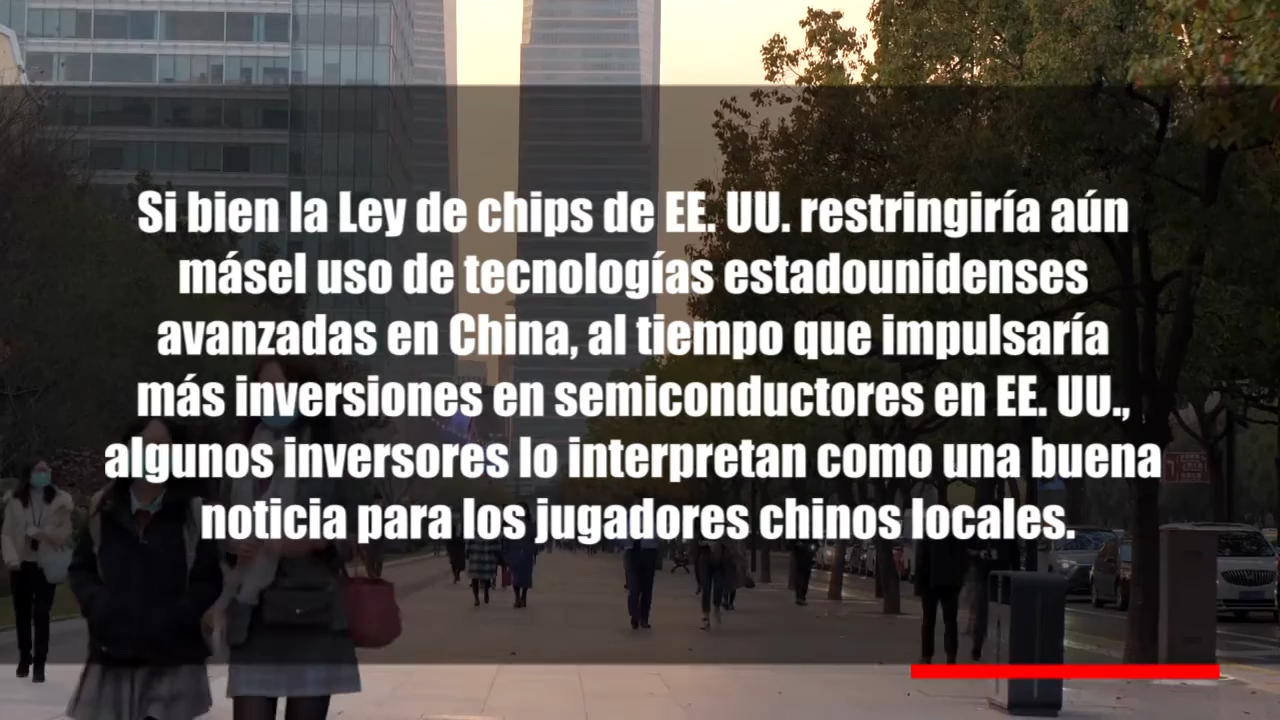 Si bien la Ley de chips de EE. UU. restringiría aún
másel uso de tecnologías estadounidenses
avanzadas en China, al tiempo que impulsaría
más inversiones en semiconductores en EE. UU.,
algunos inversores lo interpretan como una buena
noticia para los jugadores chinos locales.